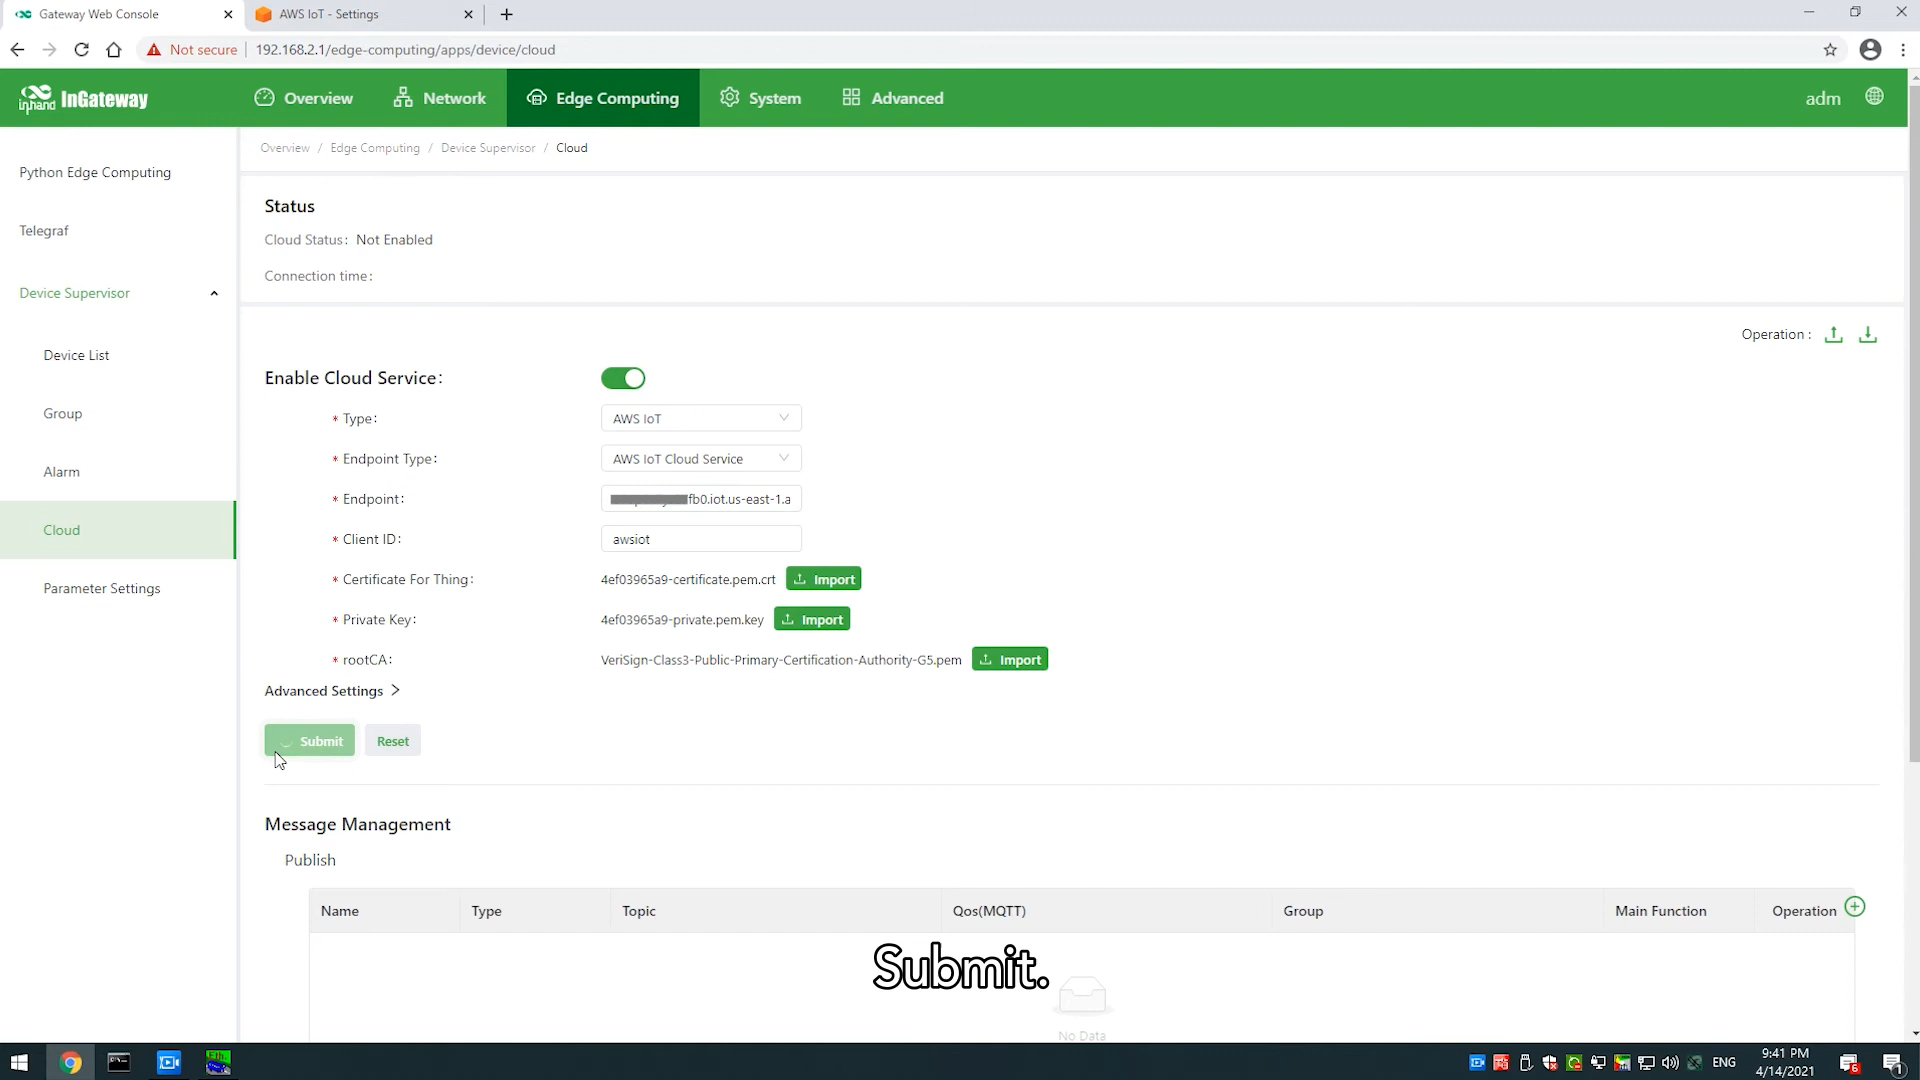 Gateway Web Console
AWS IoT - Settings
Not secure
192.168.2.1/edge-computing/apps/device/cloud
inhand InGateway
Overview
Network
Edge Computing
System
Advanced
adm
Overview / Edge Computing / Device Supervisor / Cloud
Python Edge Computing
Telegraf
Device Supervisor
Device List
Group
Alarm
Cloud
Parameter Settings
Status
Cloud Status: Not Enabled
Connection time:
Operation :
Enable Cloud Service:
* Type: AWS IoT
* Endpoint Type: AWS IoT Cloud Service
* Endpoint: fb0.iot.us-east-1.a
* Client ID: awsiot
* Certificate For Thing: 4ef03965a9-certificate.pem.crt Import
* Private Key: 4ef03965a9-private.pem.key Import
* rootCA: VeriSign-Class3-Public-Primary-Certification-Authority-G5.pem Import
Advanced Settings >
Submit Reset
Message Management
Publish
Name Type Topic Qos(MQTT) Group Main Function Operation
Submit.
No Data
ENG
9:41 PM
4/14/2021
6
1